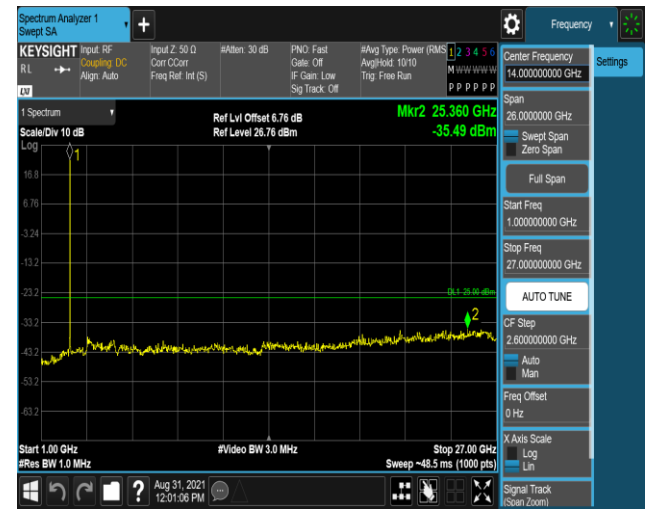 Spectrum Analyzer 1
Swept SA
Frequency
KEYSIGHT
RL
Input: RF
Coupling: DC
Align: Auto
Input Z: 50 Ω
Corr CCorr
Freq Ref: Int (S)
#Atten: 30 dB
PNO: Fast
Gate: Off
IF Gain: Low
Sig Track: Off
#Avg Type: Power (RMS
Avg|Hold: 10/10
Trig: Free Run
1 2 3 4 5 6
M W W W W W
P P P P P P
1 Spectrum
Scale/Div 10 dB
Log
Ref Lvl Offset 6.76 dB
Ref Level 26.76 dBm
Mkr2 25.360 GHz
-35.49 dBm
1
16.8
6.76
-3.24
-13.2
-23.2
DL1 -25.00 dBm
-33.2
2
-43.2
-53.2
-63.2
Start 1.00 GHz
#Res BW 1.0 MHz
#Video BW 3.0 MHz
Stop 27.00 GHz
Sweep ~48.5 ms (1000 pts)
Aug 31, 2021
12:01:06 PM
Center Frequency
14.000000000 GHz
Settings
Span
26.0000000 GHz
Swept Span
Zero Span
Full Span
Start Freq
1.000000000 GHz
Stop Freq
27.000000000 GHz
AUTO TUNE
CF Step
2.600000000 GHz
Auto
Man
Freq Offset
0 Hz
X Axis Scale
Log
Lin
Signal Track
(Span Zoom)